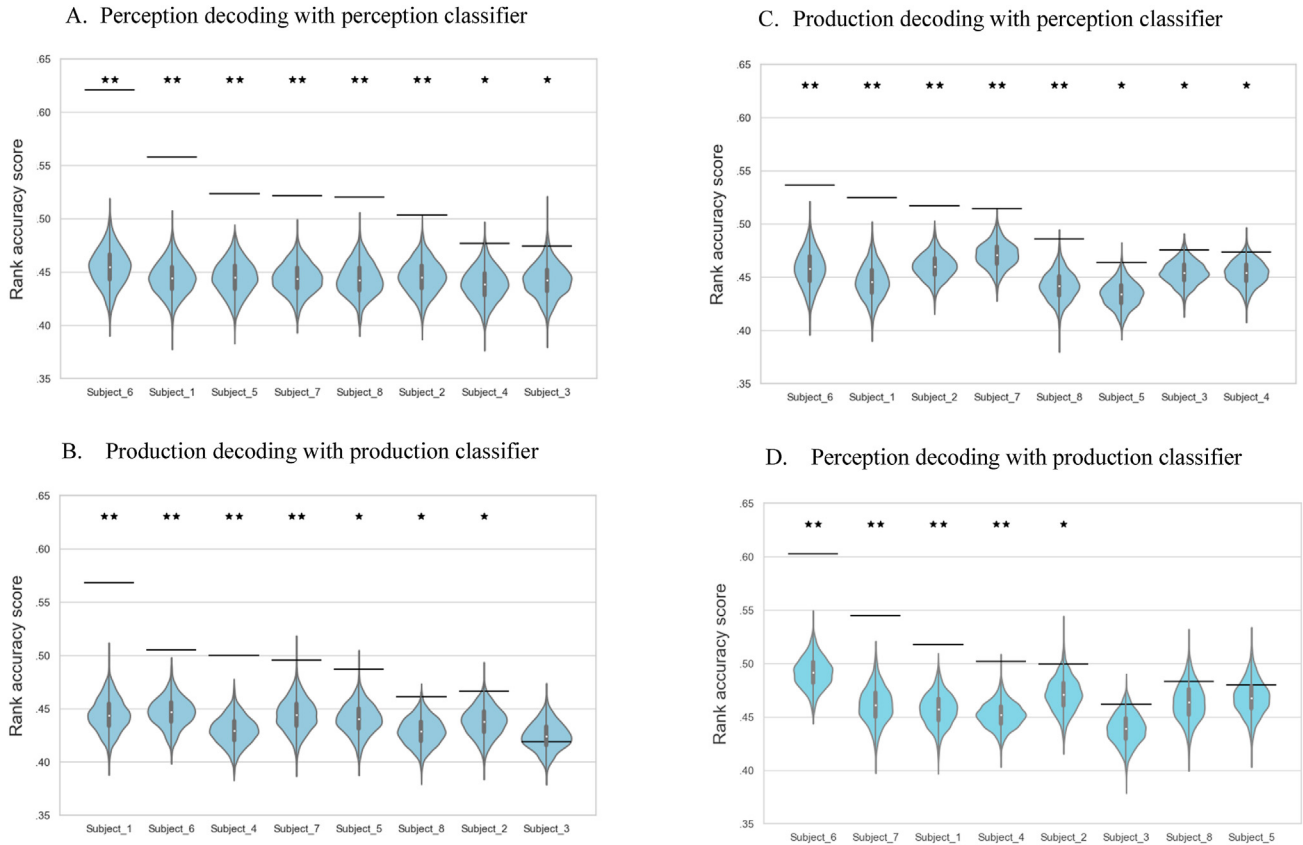 A. Perception decoding with perception classifier
Rank accuracy score
.65
.60
.55
.50
.45
.40
.35
★★ ★★ ★★ ★★ ★★ ★★ ★ ★
Subject_6 Subject_1 Subject_5 Subject_7 Subject_8 Subject_2 Subject_4 Subject_3
B. Production decoding with production classifier
Rank accuracy score
.65
.60
.55
.50
.45
.40
.35
★★ ★★ ★★ ★★ ★ ★ ★
Subject_1 Subject_6 Subject_4 Subject_7 Subject_5 Subject_8 Subject_2 Subject_3
C. Production decoding with perception classifier
Rank accuracy score
.65
.60
.55
.50
.45
.40
.35
★★ ★★ ★★ ★★ ★★ ★ ★ ★
Subject_6 Subject_1 Subject_2 Subject_7 Subject_8 Subject_5 Subject_3 Subject_4
D. Perception decoding with production classifier
Rank accuracy score
.65
.60
.55
.50
.45
.40
.35
★★ ★★ ★★ ★★ ★
Subject_6 Subject_7 Subject_1 Subject_4 Subject_2 Subject_3 Subject_8 Subject_5